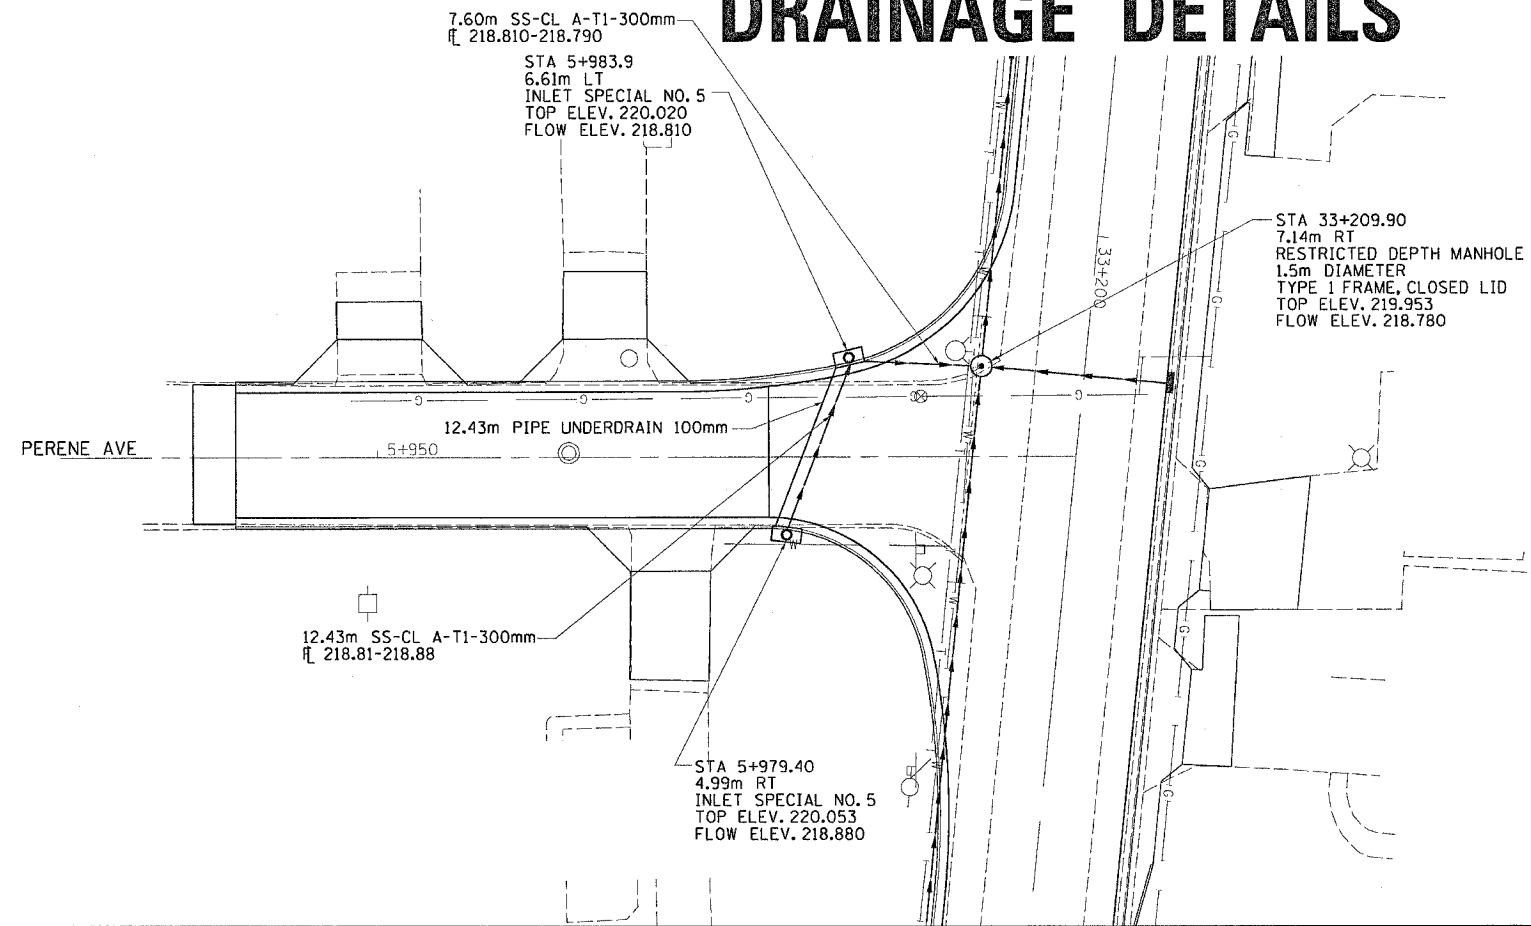 DRAINAGE DETAILS
7.60m SS-CL A-T1-300mm
FL 218.810-218.790
STA 5+983.9
6.61m LT
INLET SPECIAL NO. 5
TOP ELEV. 220.020
FLOW ELEV. 218.810
STA 33+209.90
7.14m RT
RESTRICTED DEPTH MANHOLE
1.5m DIAMETER
TYPE 1 FRAME, CLOSED LID
TOP ELEV. 219.953
FLOW ELEV. 218.780
33+200
12.43m PIPE UNDERDRAIN 100mm
PERENE AVE
5+950
12.43m SS-CL A-T1-300mm
FL 218.81-218.88
STA 5+979.40
4.99m RT
INLET SPECIAL NO. 5
TOP ELEV. 220.053
FLOW ELEV. 218.880
G
G
G
G
G
G
G
G
G
G
W
W
W
W
W
W